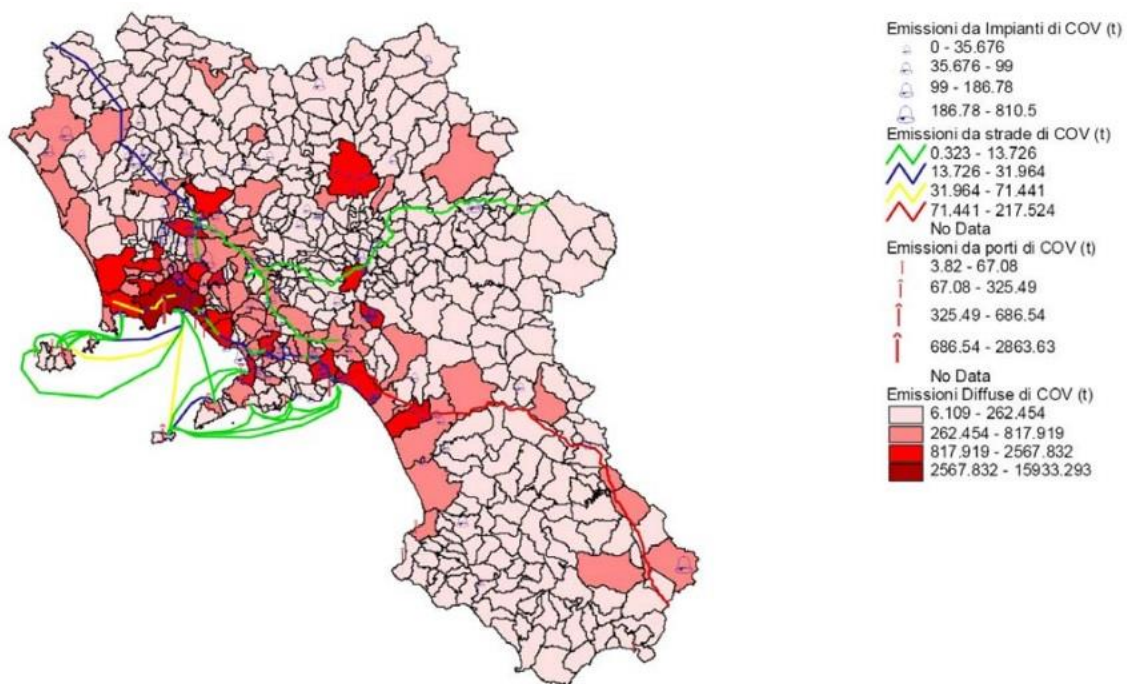 Emissioni da Impianti di COV (t)
0 - 35.676
35.676 - 99
99 - 186.78
186.78 - 810.5
Emissioni da strade di COV (t)
0.323 - 13.726
13.726 - 31.964
31.964 - 71.441
71.441 - 217.524
No Data
Emissioni da porti di COV (t)
3.82 - 67.08
67.08 - 325.49
325.49 - 686.54
686.54 - 2863.63
No Data
Emissioni Diffuse di COV (t)
6.109 - 262.454
262.454 - 817.919
817.919 - 2567.832
2567.832 - 15933.293